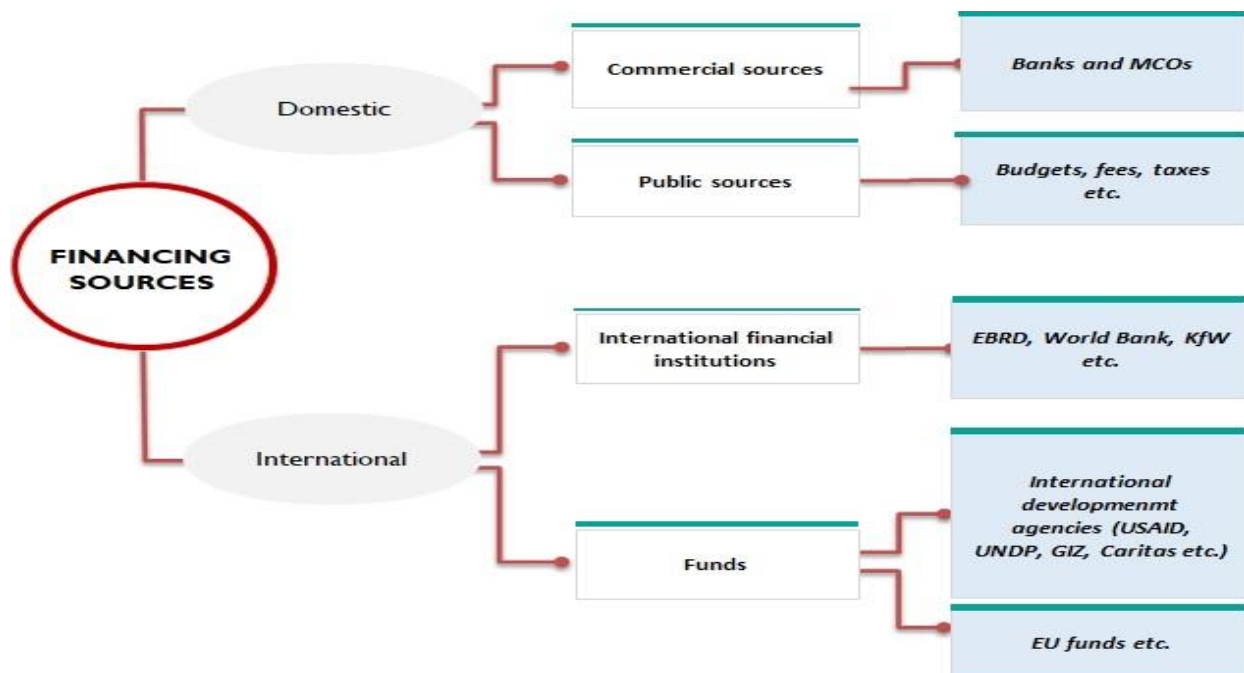 FINANCING
SOURCES
Domestic
Commercial sources
Banks and MCOs
Public sources
Budgets, fees, taxes
etc.
International
International financial
institutions
EBRD, World Bank, KfW
etc.
Funds
International
developmenmt
agencies (USAID,
UNDP, GIZ, Caritas etc.)
EU funds etc.